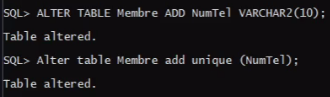 SQL> ALTER TABLE Membre ADD NumTel VARCHAR2(10);
Table altered.
SQL> Alter table Membre add unique (NumTel);
Table altered.